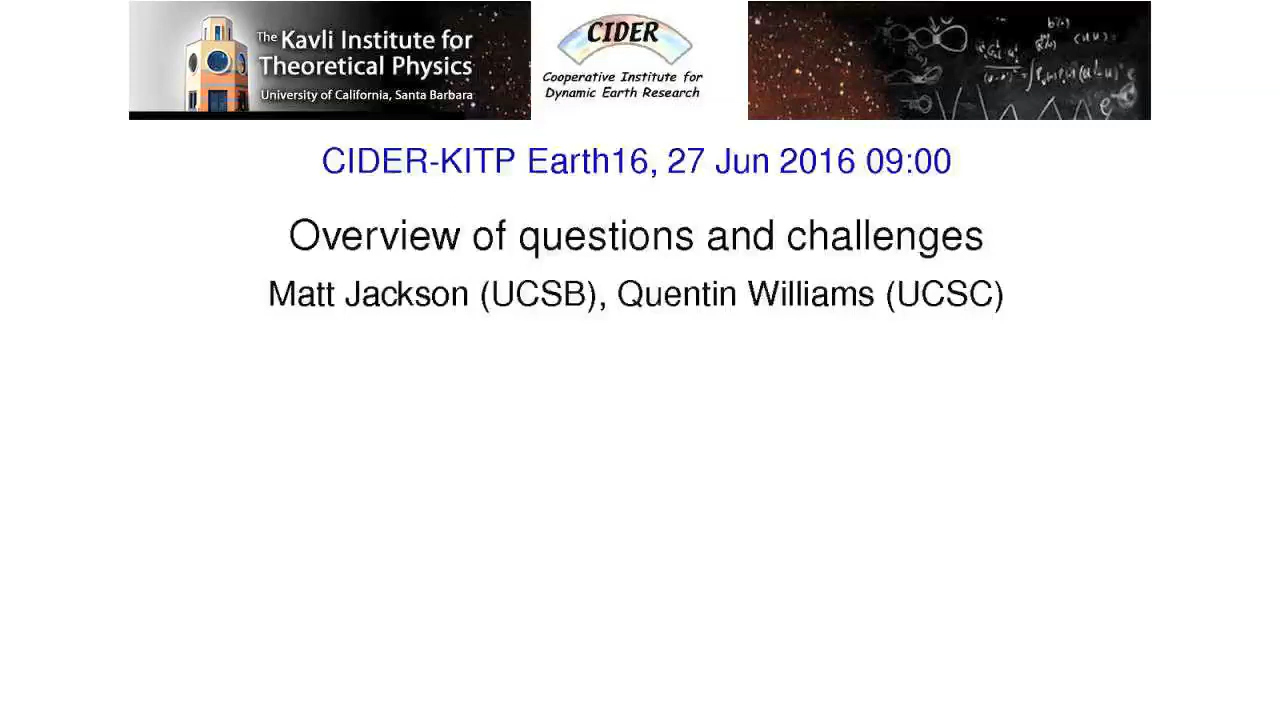 The Kavli Institute for
Theoretical Physics
University of California, Santa Barbara
CIDER
Cooperative Institute for
Dynamic Earth Research
CIDER-KITP Earth16, 27 Jun 2016 09:00
Overview of questions and challenges
Matt Jackson (UCSB), Quentin Williams (UCSC)